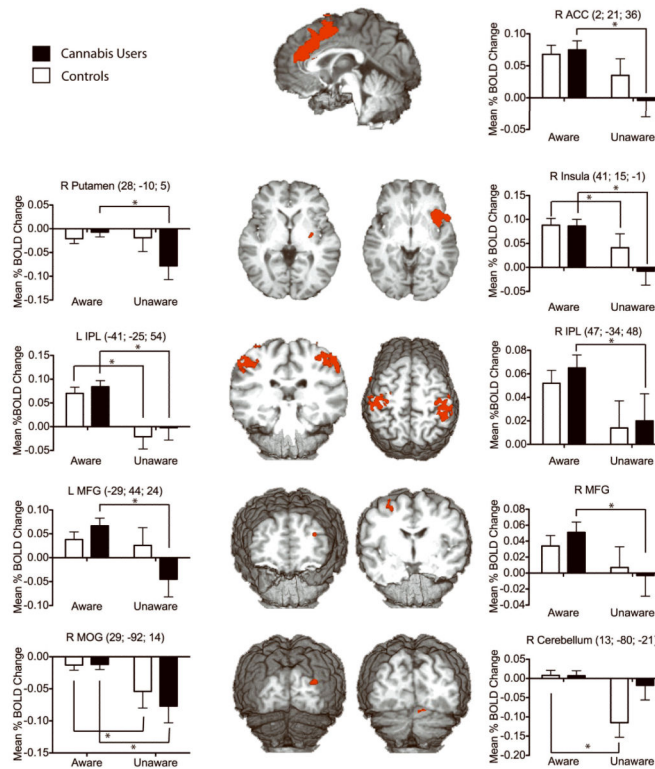 Cannabis Users
Controls
R ACC (2; 21; 36)
Mean % BOLD Change
0.10
0.05
0.00
-0.05
Aware
Unaware
*
R Putamen (28; -10; 5)
Mean % BOLD Change
0.05
0.00
-0.05
-0.10
-0.15
Aware
Unaware
*
R Insula (41; 15; -1)
Mean % BOLD Change
0.15
0.10
0.05
0.00
-0.05
Aware
Unaware
*
*
L IPL (-41; -25; 54)
Mean %BOLD Change
0.15
0.10
0.05
0.00
-0.05
Aware
Unaware
*
*
R IPL (47; -34; 48)
Mean % BOLD Change
0.08
0.06
0.04
0.02
0.00
Aware
Unaware
*
L MFG (-29; 44; 24)
Mean % BOLD Change
0.10
0.05
0.00
-0.05
-0.10
Aware
Unaware
*
R MFG
Mean % BOLD Change
0.08
0.06
0.04
0.02
0.00
-0.02
-0.04
Aware
Unaware
*
R MOG (29; -92; 14)
Mean % BOLD Change
0.00
-0.05
-0.10
-0.15
Aware
Unaware
*
*
R Cerebellum (13; -80; -21)
Mean % BOLD Change
0.05
0.00
-0.05
-0.10
-0.15
-0.20
Aware
Unaware
*